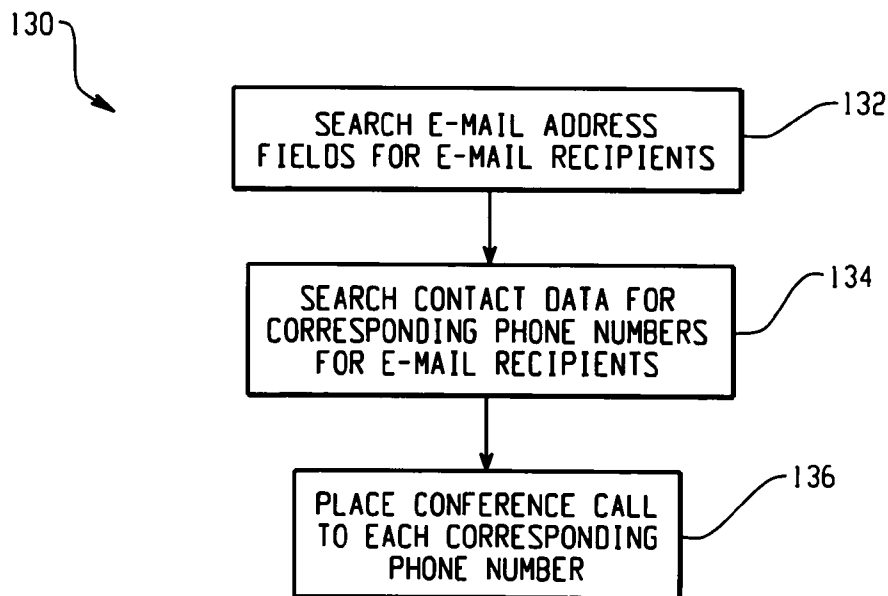 130
SEARCH E-MAIL ADDRESS
FIELDS FOR E-MAIL RECIPIENTS
132
SEARCH CONTACT DATA FOR
CORRESPONDING PHONE NUMBERS
FOR E-MAIL RECIPIENTS
134
PLACE CONFERENCE CALL
TO EACH CORRESPONDING
PHONE NUMBER
136